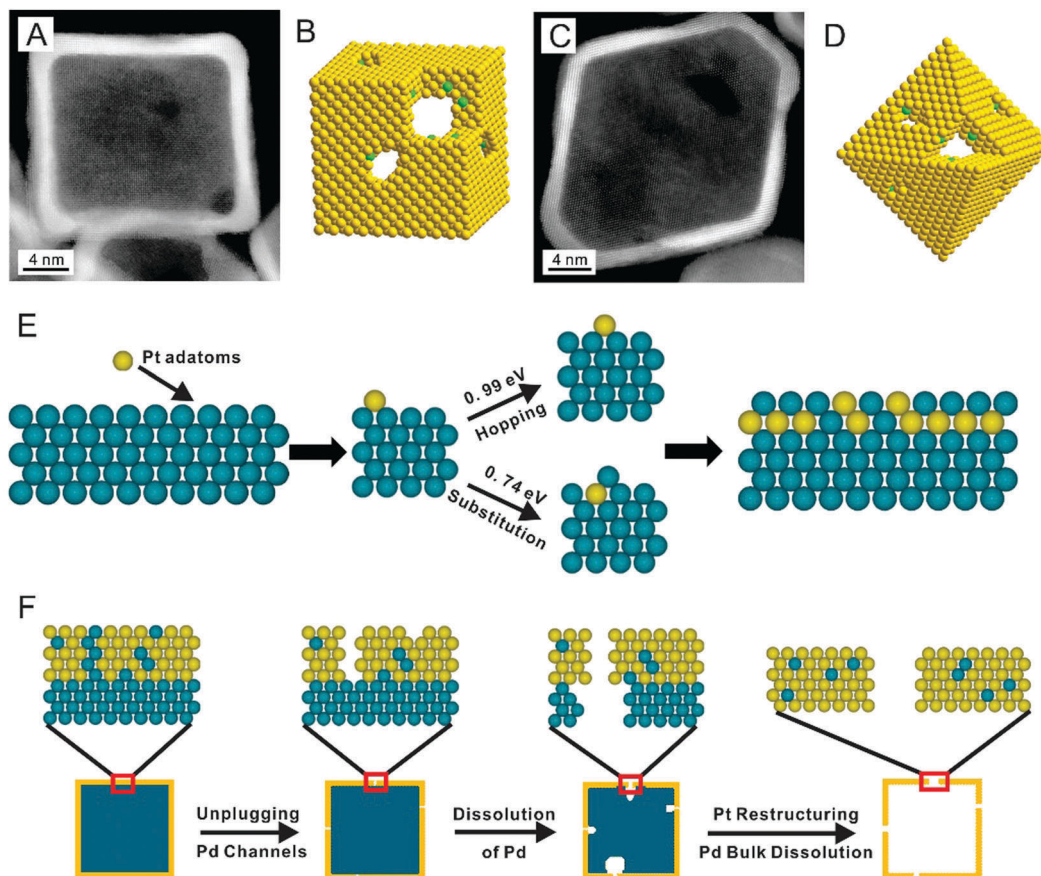 A
B
C
D
4 nm
4 nm
E
Pt adatoms
0.99 eV
Hopping
0.74 eV
Substitution
F
Unplugging
Pd Channels
Dissolution
of Pd
Pt Restructuring
Pd Bulk Dissolution